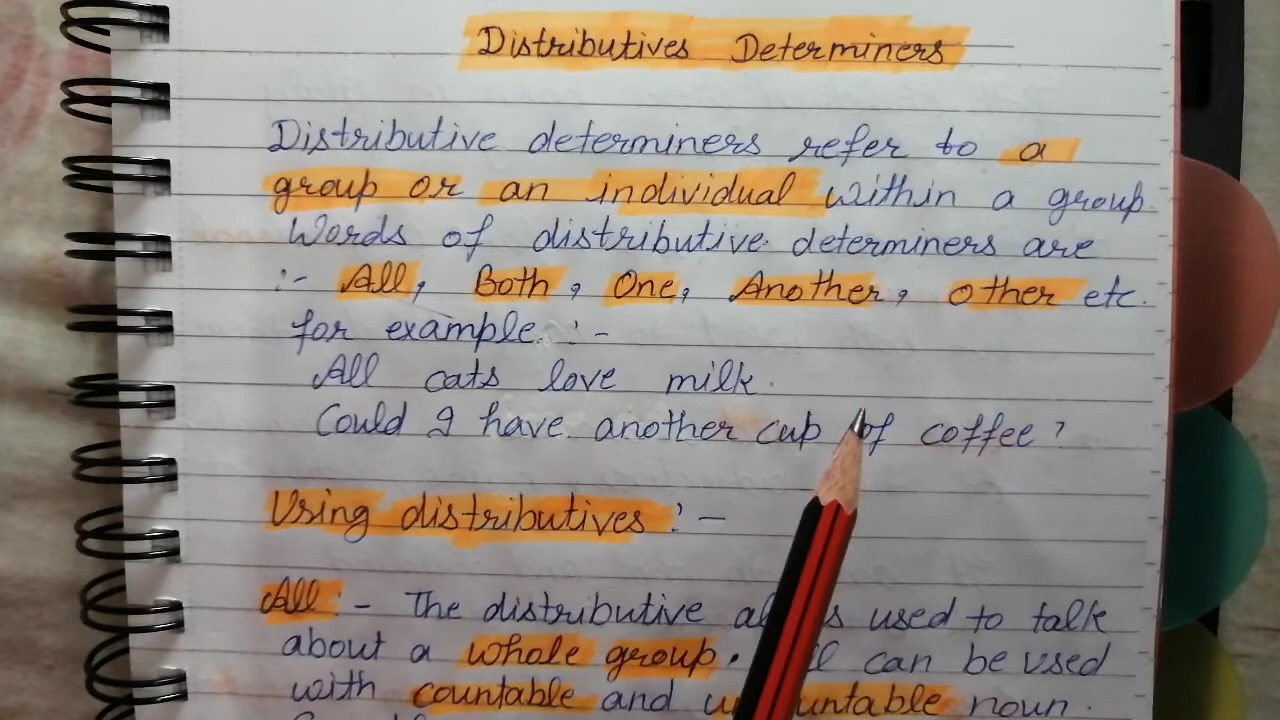 Distributives Determiners
Distributive determiners refer to a
group or an individual within a group.
Words of distributive determiners are
:- All, Both, One, Another, other etc.
for example :-
All cats love milk.
Could I have another cup of coffee?
Using distributives :-
All :- The distributive is used to talk
about a whole group. can be used
with countable and noun.